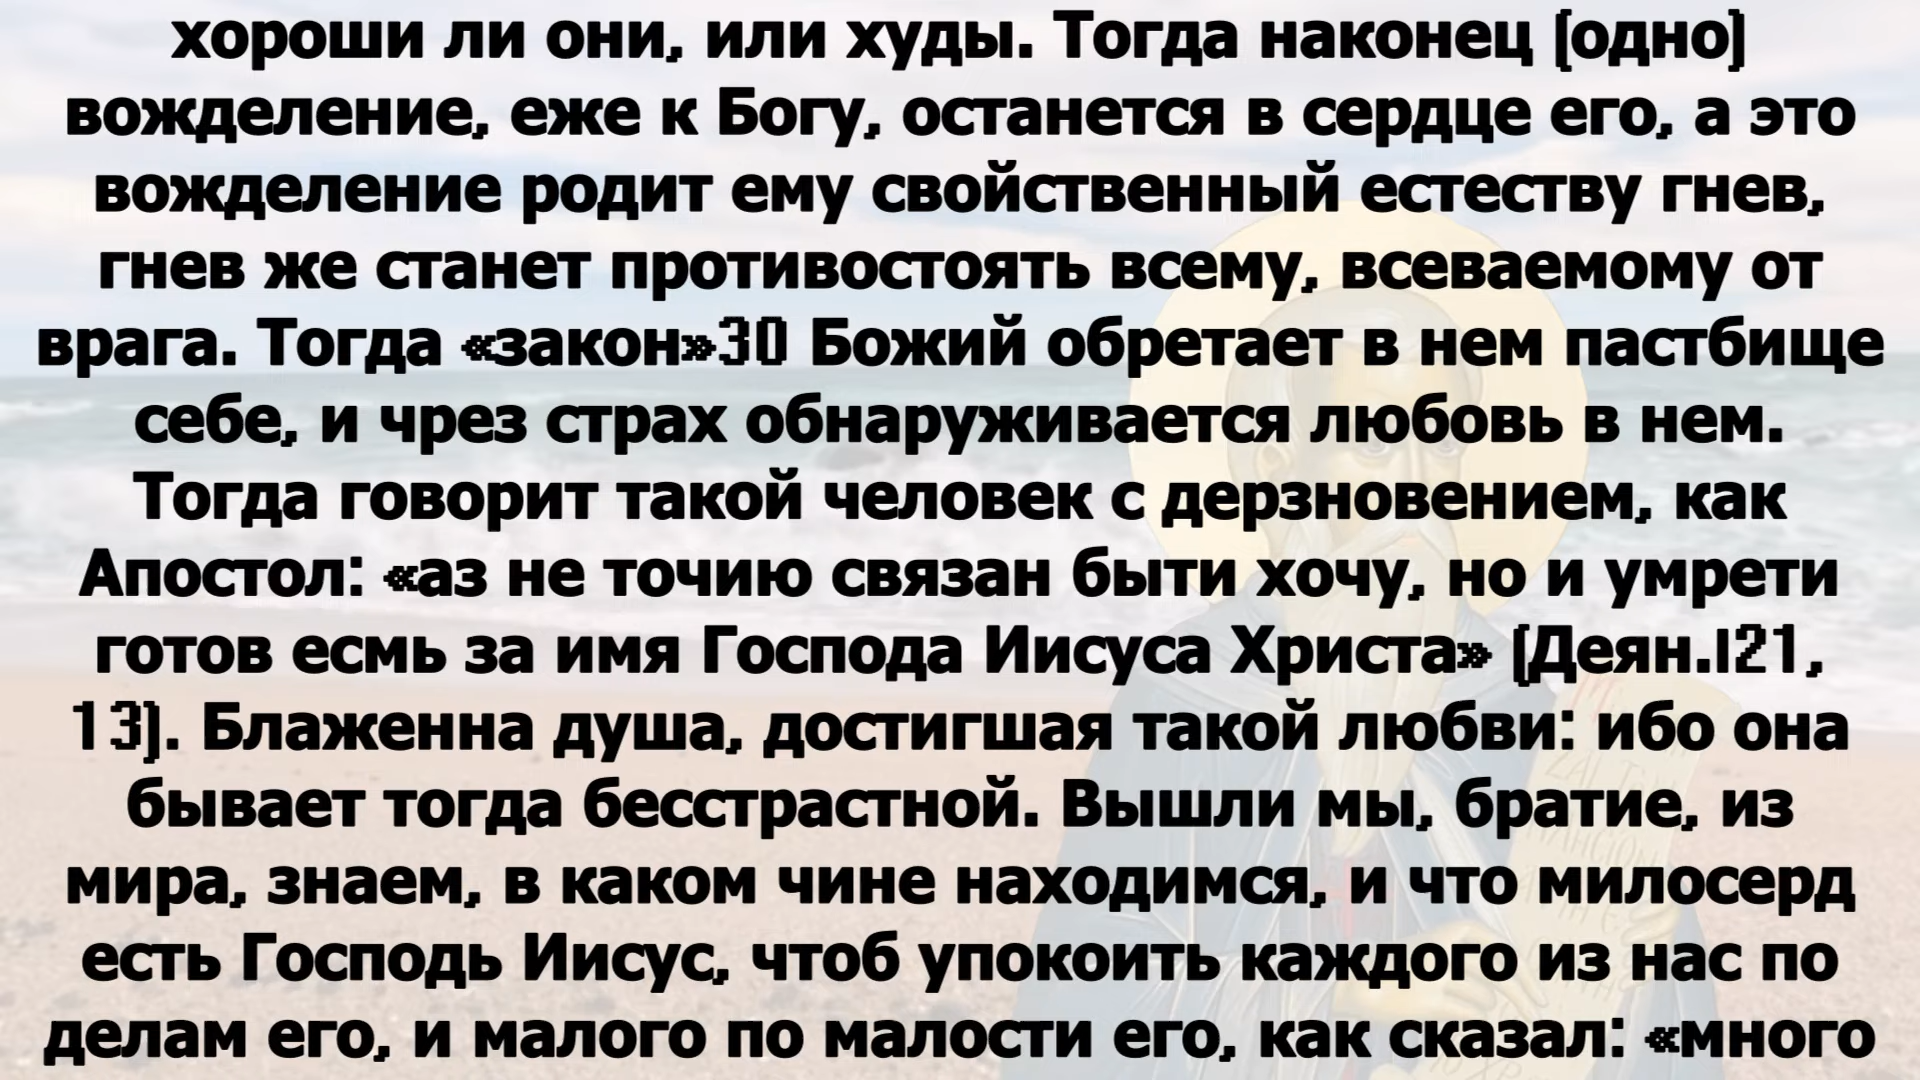 хороши ли они, или худы. Тогда наконец (одно)
вожделение, еже к Богу, останется в сердце его, а это
вожделение родит ему свойственный естеству гнев,
гнев же станет противостоять всему, всеваемому от
врага. Тогда «закон»30 Божий обретает в нем пастбище
себе, и чрез страх обнаруживается любовь в нем.
Тогда говорит такой человек с дерзновением, как
Апостол: «аз не точию связан быти хочу, но и умрети
готов есмь за имя Господа Иисуса Христа» (Деян.|21,
13). Блаженна душа, достигшая такой любви: ибо она
бывает тогда бесстрастной. Вышли мы, братие, из
мира, знаем, в каком чине находимся, и что милосерд
есть Господь Иисус, чтоб упокоить каждого из нас по
делам его, и малого по малости его, как сказал: «много